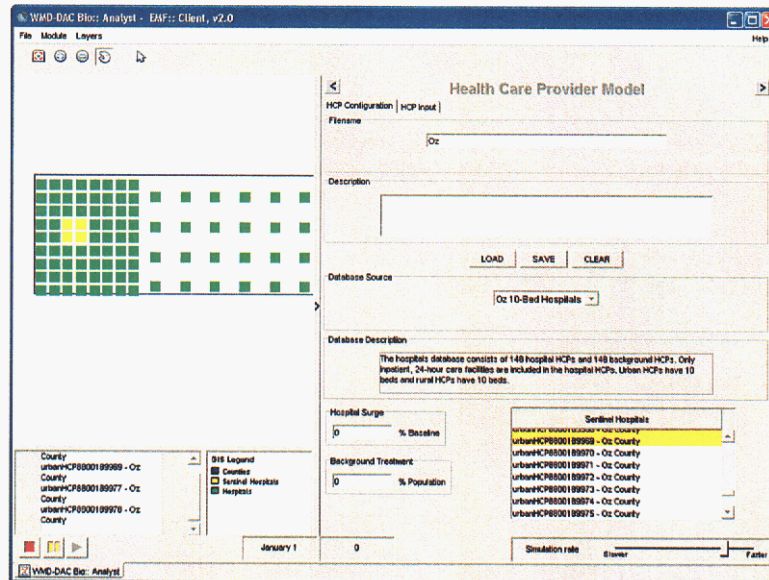 WMD-DAC Bio:: Analyst - EMF:: Client, v2.0
File Module Layers
Help
Health Care Provider Model
HCP Configuration HCP Input
Filename
Oz
Description
LOAD SAVE CLEAR
Database Source
Oz 10-Bed Hospitals
Database Description
The hospitals database consists of 148 hospital HCPs and 148 background HCPs. Only
inpatient, 24-hour care facilities are included in the hospital HCPs. Urban HCPs have 10
beds and rural HCPs have 10 beds.
Hospital Surge
0 % Baseline
Background Treatment
0 % Population
Sentinel Hospitals
urbanHCP8800189969 - Oz County
urbanHCP8800189970 - Oz County
urbanHCP8800189971 - Oz County
urbanHCP8800189972 - Oz County
urbanHCP8800189973 - Oz County
urbanHCP8800189974 - Oz County
urbanHCP8800189975 - Oz County
County
urbanHCP8800189969 - Oz
County
urbanHCP8800189977 - Oz
County
urbanHCP8800189978 - Oz
County
GIS Legend
Counties
Sentinel Hospitals
Hospitals
January 1 0
Simulation rate Slower Faster
WMD-DAC Bio:: Analyst